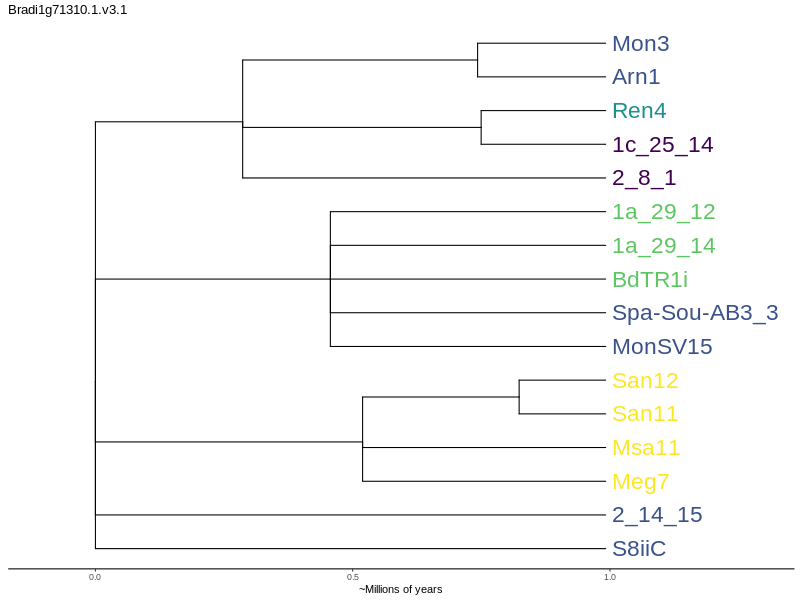 Bradi1g71310.1.v3.1
Mon3
Arn1
Ren4
1c_25_14
2_8_1
1a_29_12
1a_29_14
BdTR1i
Spa-Sou-AB3_3
MonSV15
San12
San11
Msa11
Meg7
2_14_15
S8iiC
0.0 0.5 1.0
~Millions of years